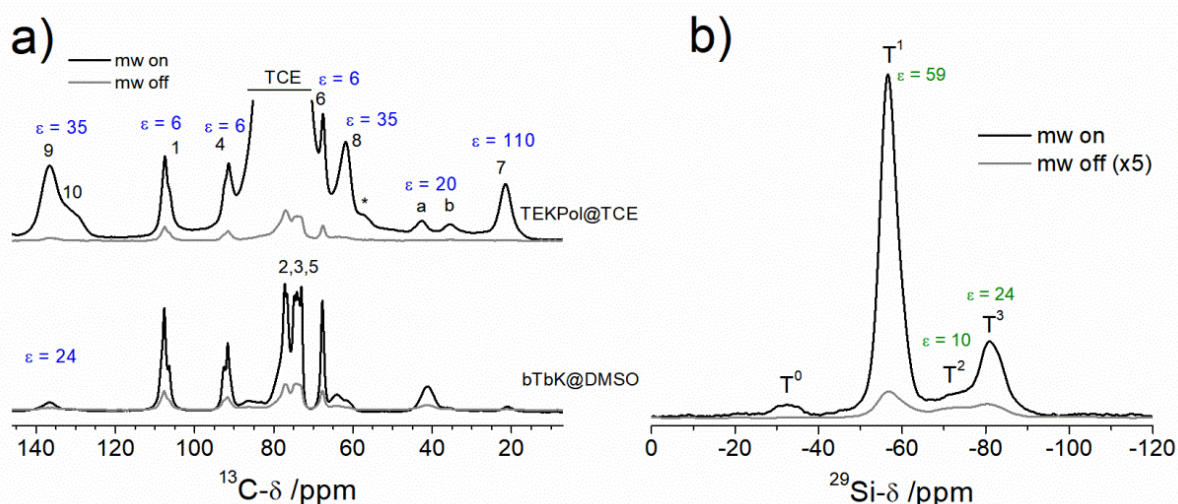 a)
mw on
mw off
TCE
ε = 6
ε = 35
ε = 6
ε = 6
6
ε = 35
ε = 110
9
1
4
8
7
10
ε = 20
*
a
b
TEKPol@TCE
2,3,5
ε = 24
bTbK@DMSO
140 120 100 80 60 40 20
¹³C-δ /ppm
b)
T¹
ε = 59
mw on
mw off (x5)
ε = 24
T³
ε = 10
T²
T⁰
0 -20 -40 -60 -80 -100 -120
²⁹Si-δ /ppm